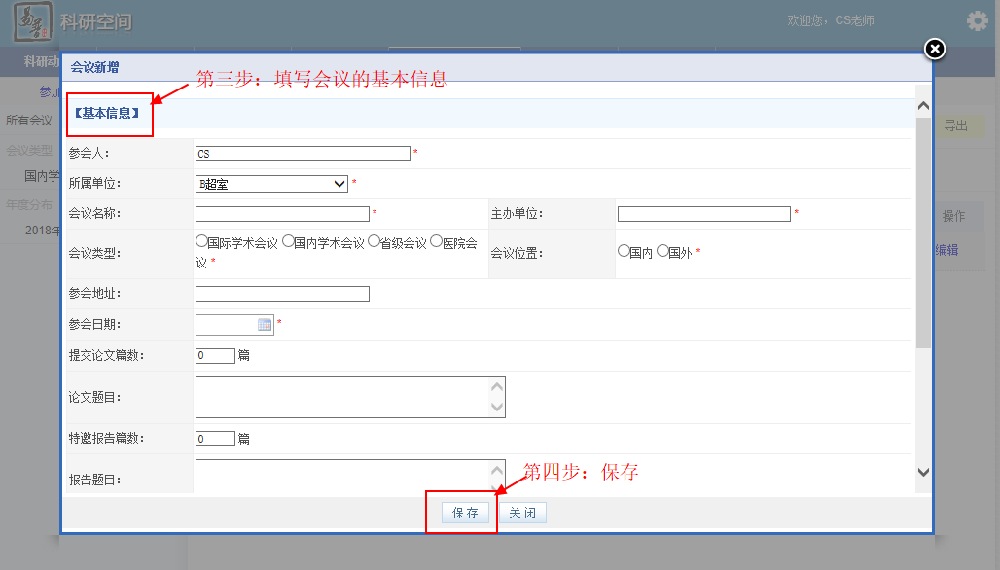 易普
科研空间
欢迎您，CS老师
科研动
会议新增
第三步：填写会议的基本信息
参加
【基本信息】
所有会议
导出
会议类型
参会人：
CS
*
国内学
所属单位：
B超室
*
年度分布
会议名称：
*
主办单位：
*
操作
2018年
会议类型：
国际学术会议 国内学术会议 省级会议 医院会
议 *
会议位置：
国内 国外 *
编辑
参会地址：
参会日期：
*
提交论文篇数：
0
篇
论文题目：
特邀报告篇数：
0
篇
报告题目：
第四步：保存
保 存
关 闭